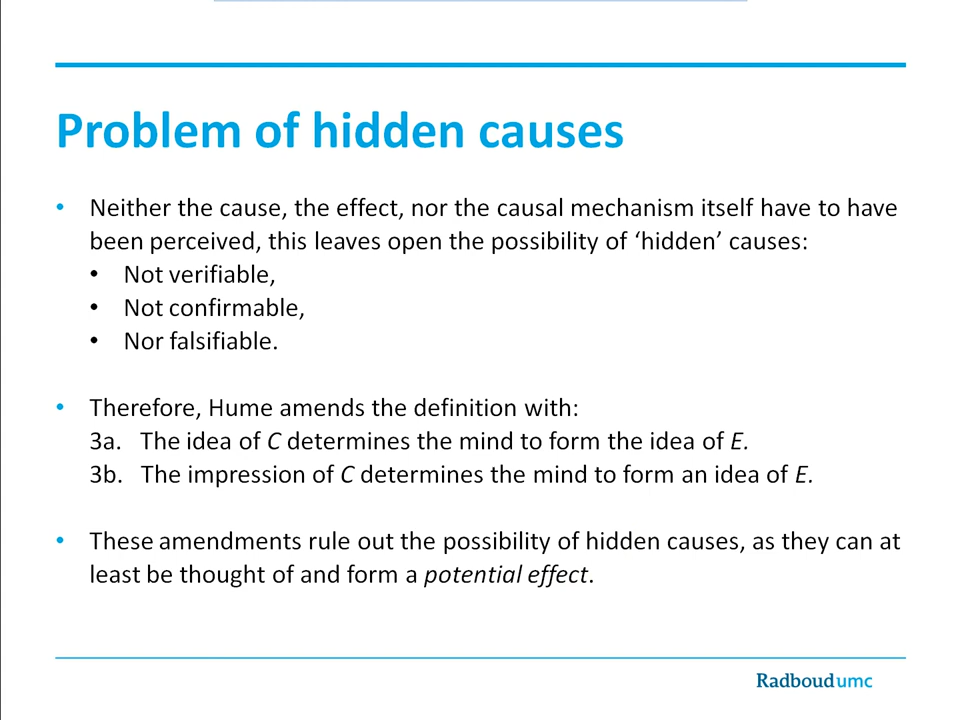 Problem of hidden causes
• Neither the cause, the effect, nor the causal mechanism itself have to have
been perceived, this leaves open the possibility of ‘hidden’ causes:
• Not verifiable,
• Not confirmable,
• Nor falsifiable.
• Therefore, Hume amends the definition with:
3a. The idea of C determines the mind to form the idea of E.
3b. The impression of C determines the mind to form an idea of E.
• These amendments rule out the possibility of hidden causes, as they can at
least be thought of and form a potential effect.
Radboudumc